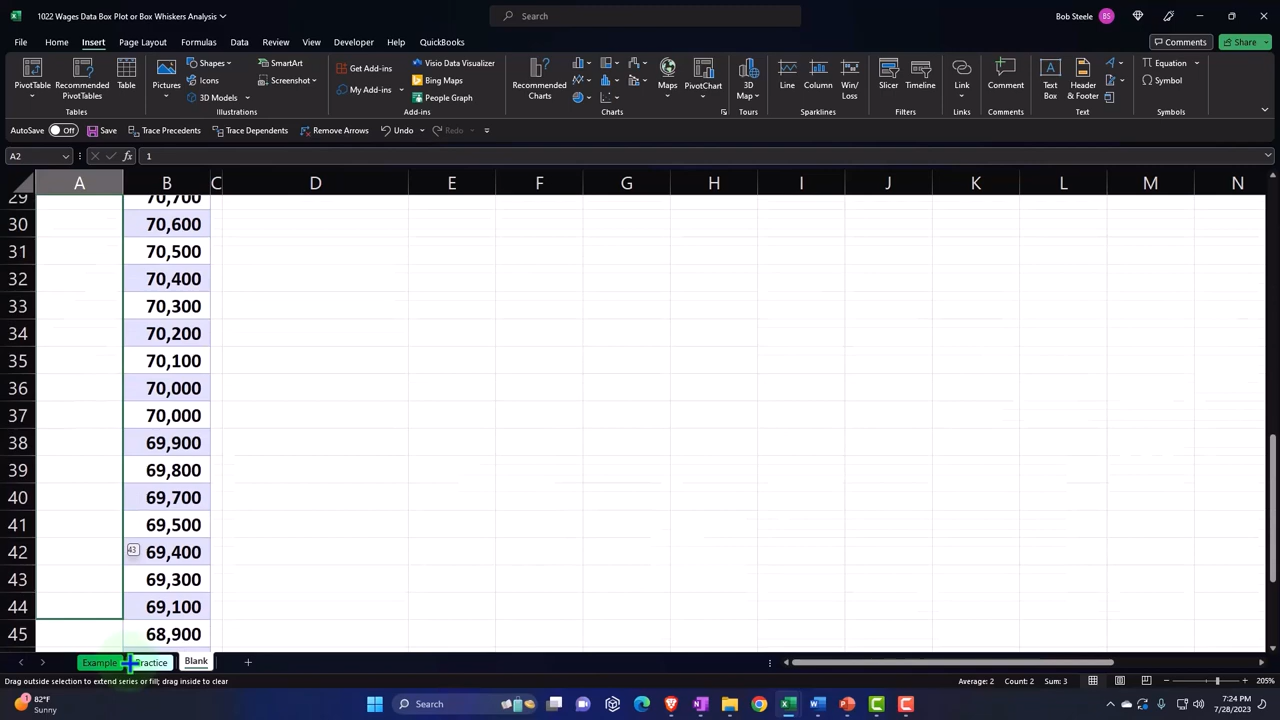 1022 Wages Data Box Plot or Box Whiskers Analysis
Search
Bob Steele
BS
File Home Insert Page Layout Formulas Data Review View Developer Help QuickBooks
Comments
Share
PivotTable
Recommended PivotTables
Table
Tables
Pictures
Shapes
Icons
3D Models
SmartArt
Screenshot
Illustrations
Get Add-ins
My Add-ins
Visio Data Visualizer
Bing Maps
People Graph
Add-ins
Recommended Charts
Maps
PivotChart
Charts
3D Map
Tours
Line
Column
Win/Loss
Sparklines
Slicer
Timeline
Filters
Link
Links
Comment
Comments
Text Box
Header & Footer
Text
Equation
Symbol
Symbols
AutoSave Off Save Trace Precedents Trace Dependents Remove Arrows Undo Redo
A2 fx 1
A B C D E F G H I J K L M N
29 70,700
30 70,600
31 70,500
32 70,400
33 70,300
34 70,200
35 70,100
36 70,000
37 70,000
38 69,900
39 69,800
40 69,700
41 69,500
42 43 69,400
43 69,300
44 69,100
45 68,900
Example Practice Blank
Drag outside selection to extend series or fill; drag inside to clear
Average: 2 Count: 2 Sum: 3
205%
82°F
Sunny
Search
7:24 PM
7/28/2023